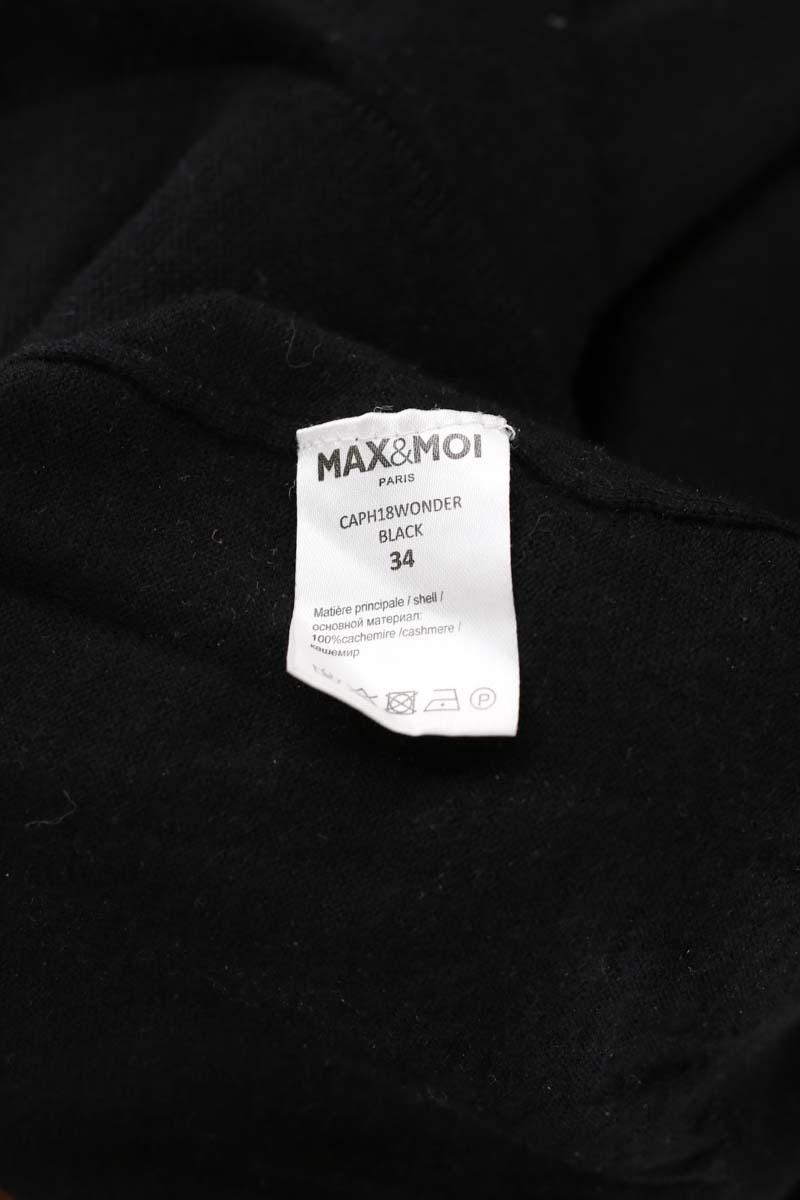 MAX&MOI
PARIS
CAPH18WONDER
BLACK
34
Matière principale / shell /
основной материал:
100%cachemire /cashmere /
кашемир
P